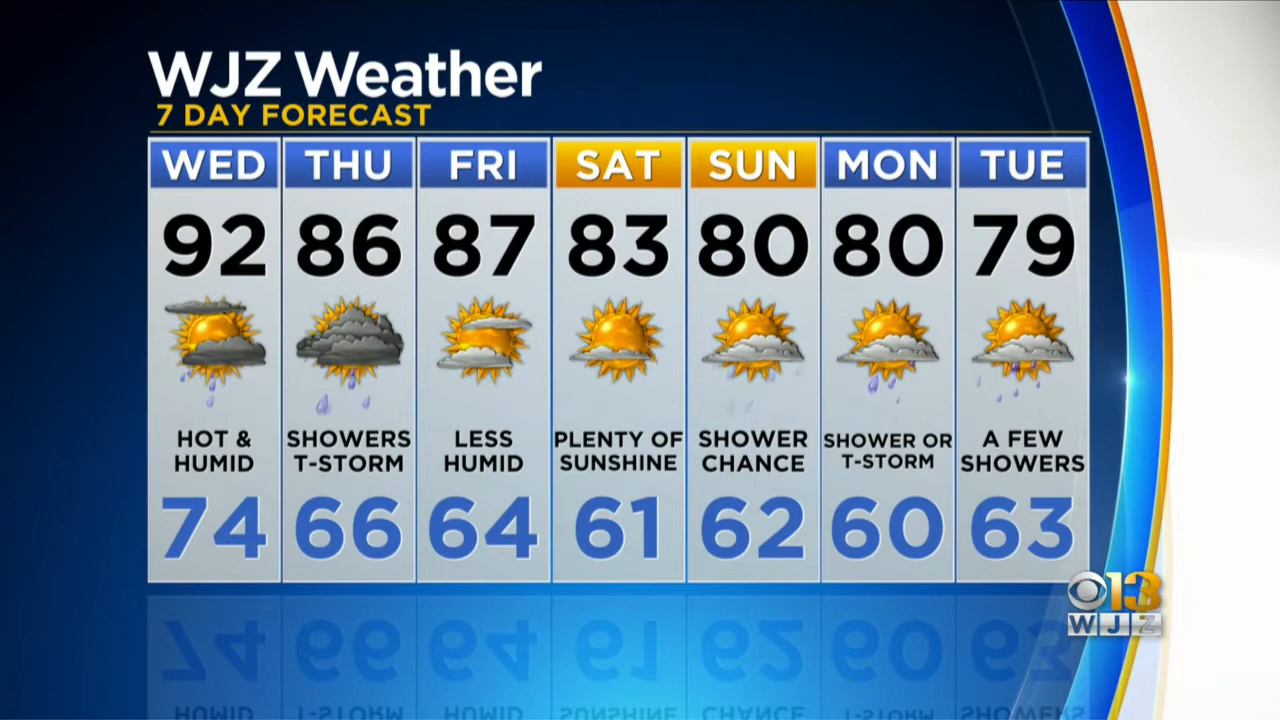 WJZ Weather
7 DAY FORECAST
WED THU FRI SAT SUN MON TUE
92 86 87 83 80 80 79
HOT & SHOWERS LESS PLENTY OF SHOWER SHOWER OR A FEW
HUMID T-STORM HUMID SUNSHINE CHANCE T-STORM SHOWERS
74 66 64 61 62 60 63
13
WJZ